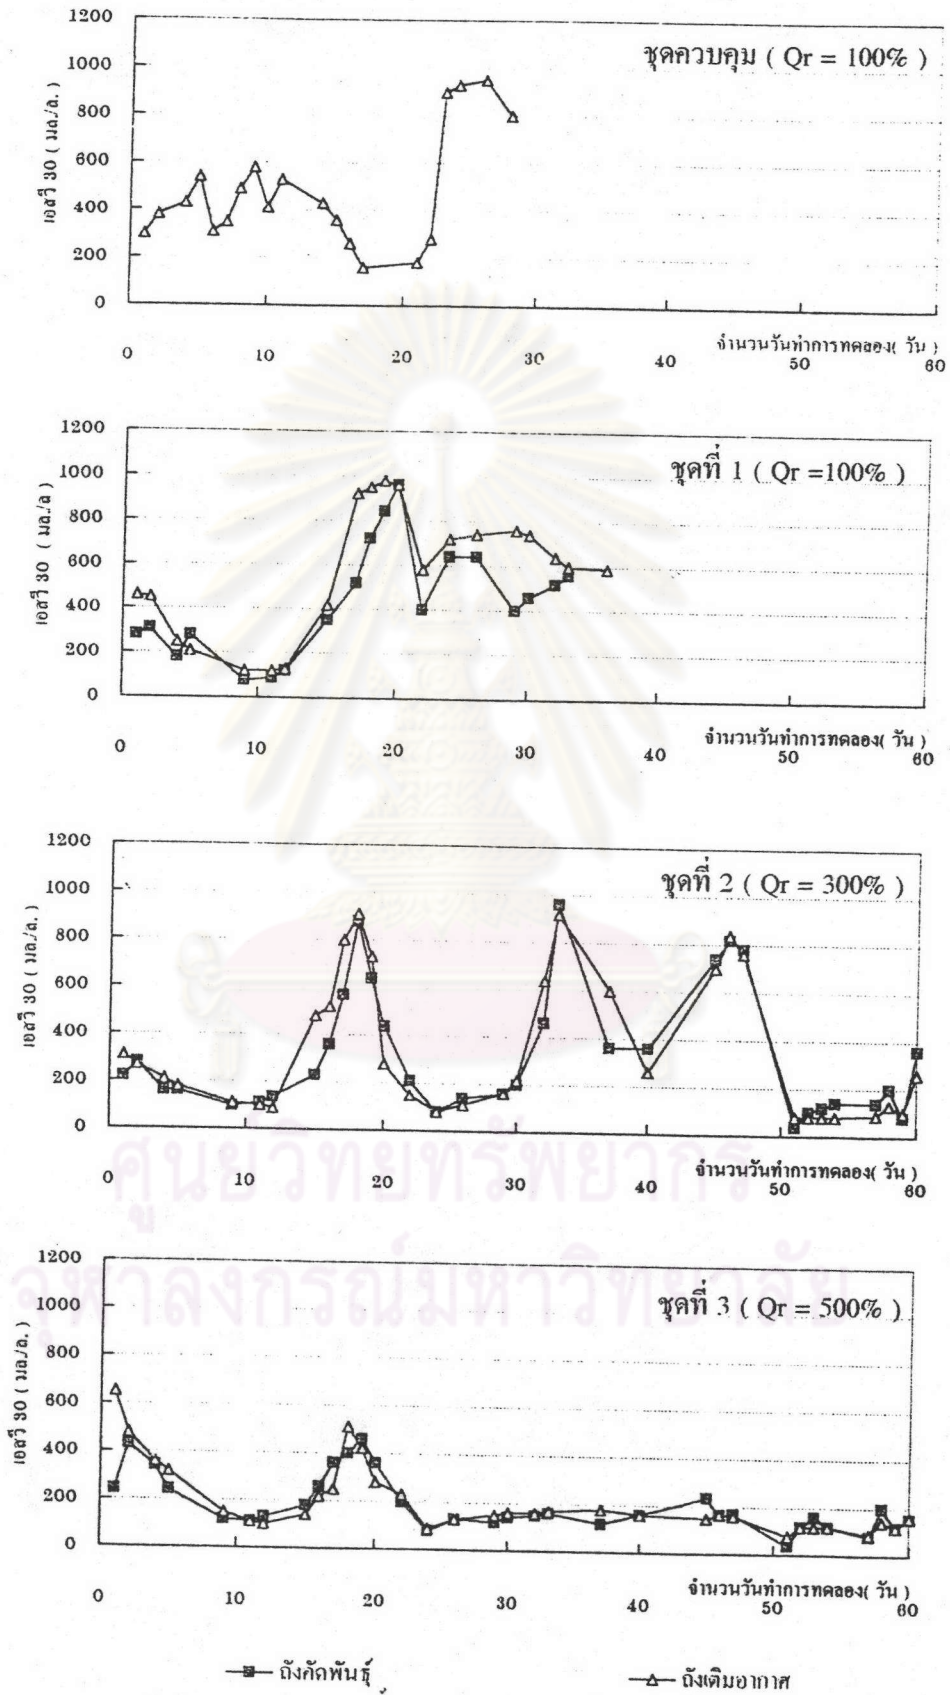 ชุดควบคุม ( Qr = 100% )
เอสวี 30 ( มล./ล. )
1200
1000
800
600
400
200
0
0 10 20 30 40 50 60
จำนวนวันทำการทดลอง( วัน )
ชุดที่ 1 ( Qr =100% )
เอสวี 30 ( มล./ล )
1200
1000
800
600
400
200
0
0 10 20 30 40 50 60
จำนวนวันทำการทดลอง( วัน )
ชุดที่ 2 ( Qr = 300% )
เอสวี 30 ( มล./ล. )
1200
1000
800
600
400
200
0
0 10 20 30 40 50 60
จำนวนวันทำการทดลอง( วัน )
ศูนย์วิทยทรัพยากร
จุฬาลงกรณ์มหาวิทยาลัย
ชุดที่ 3 ( Qr = 500% )
เอสวี 30 ( มล./ล. )
1200
1000
800
600
400
200
0
0 10 20 30 40 50 60
จำนวนวันทำการทดลอง( วัน )
ถังคัดพันธุ์ ถังเติมอากาศ